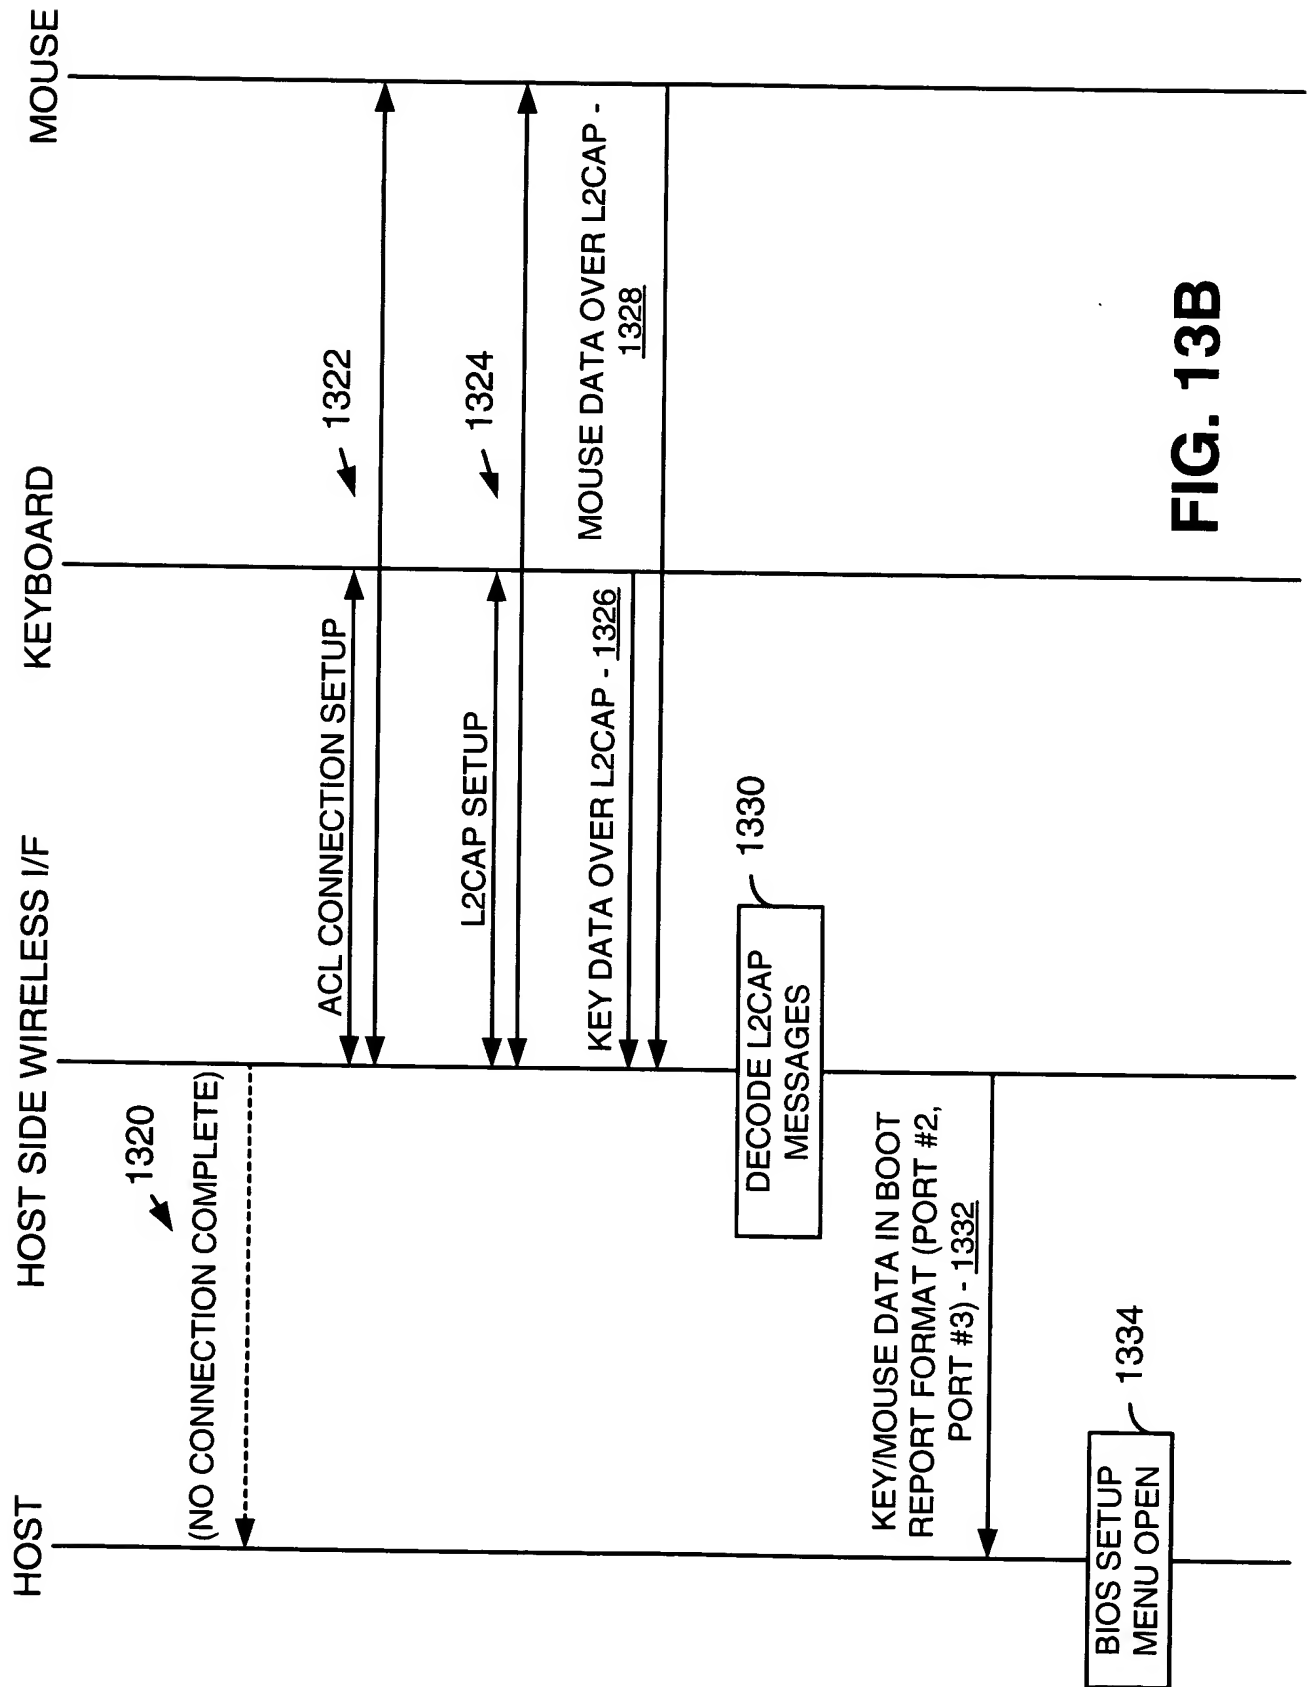 HOST
HOST SIDE WIRELESS I/F
KEYBOARD
MOUSE
1320
(NO CONNECTION COMPLETE)
ACL CONNECTION SETUP
1322
L2CAP SETUP
1324
KEY DATA OVER L2CAP - 1326
MOUSE DATA OVER L2CAP -
1328
DECODE L2CAP
MESSAGES
1330
KEY/MOUSE DATA IN BOOT
REPORT FORMAT (PORT #2,
PORT #3) - 1332
BIOS SETUP
MENU OPEN
1334
FIG. 13B